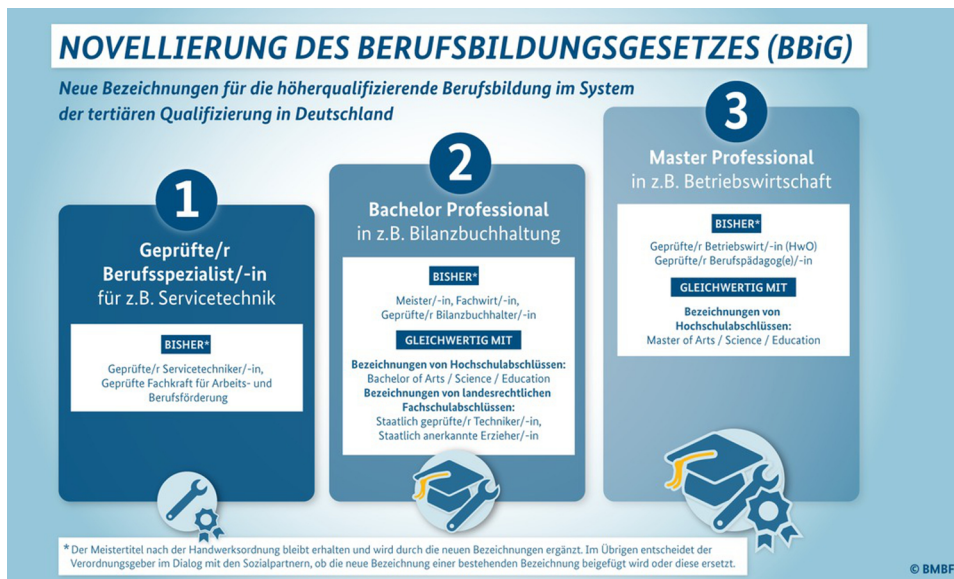 NOVELLIERUNG DES BERUFSBILDUNGSGESETZES (BBiG)
Neue Bezeichnungen für die höherqualifizierende Berufsbildung im System
der tertiären Qualifizierung in Deutschland
1
Geprüfte/r
Berufsspezialist/-in
für z.B. Servicetechnik
BISHER*
Geprüfte/r Servicetechniker/-in,
Geprüfte Fachkraft für Arbeits- und
Berufsförderung
2
Bachelor Professional
in z.B. Bilanzbuchhaltung
BISHER*
Meister/-in, Fachwirt/-in,
Geprüfte/r Bilanzbuchhalter/-in
GLEICHWERTIG MIT
Bezeichnungen von Hochschulabschlüssen:
Bachelor of Arts / Science / Education
Bezeichnungen von landesrechtlichen
Fachschulabschlüssen:
Staatlich geprüfte/r Techniker/-in,
Staatlich anerkannte Erzieher/-in
3
Master Professional
in z.B. Betriebswirtschaft
BISHER*
Geprüfte/r Betriebswirt/-in (HwO)
Geprüfte/r Berufspädagog(e)/-in
GLEICHWERTIG MIT
Bezeichnungen von
Hochschulabschlüssen:
Master of Arts / Science / Education
* Der Meistertitel nach der Handwerksordnung bleibt erhalten und wird durch die neuen Bezeichnungen ergänzt. Im Übrigen entscheidet der
Verordnungsgeber im Dialog mit den Sozialpartnern, ob die neue Bezeichnung einer bestehenden Bezeichnung beigefügt wird oder diese ersetzt.
© BMBF